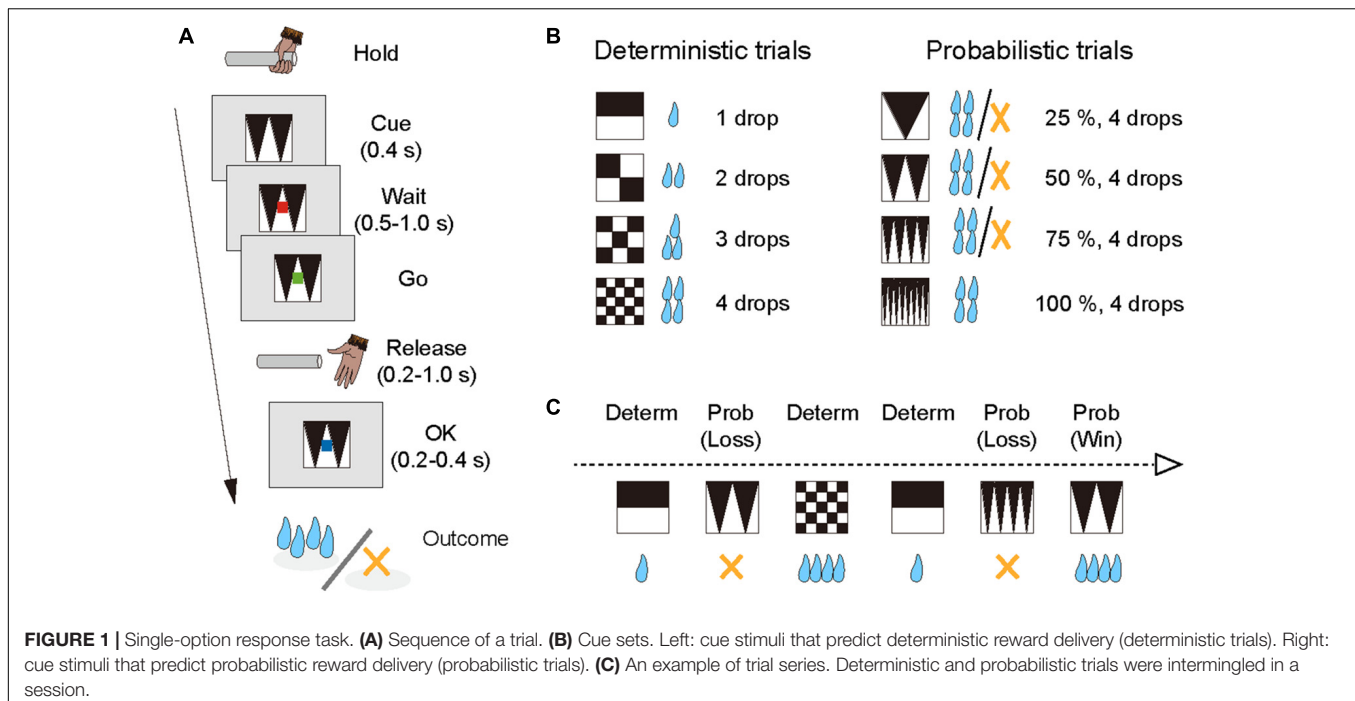 A
Hold
Cue
(0.4 s)
Wait
(0.5-1.0 s)
Go
Release
(0.2-1.0 s)
OK
(0.2-0.4 s)
Outcome
B
Deterministic trials
1 drop
2 drops
3 drops
4 drops
Probabilistic trials
25 %, 4 drops
50 %, 4 drops
75 %, 4 drops
100 %, 4 drops
C
Determ Prob Determ Determ Prob Prob
(Loss) (Loss) (Win)
FIGURE 1 | Single-option response task. (A) Sequence of a trial. (B) Cue sets. Left: cue stimuli that predict deterministic reward delivery (deterministic trials). Right:
cue stimuli that predict probabilistic reward delivery (probabilistic trials). (C) An example of trial series. Deterministic and probabilistic trials were intermingled in a
session.